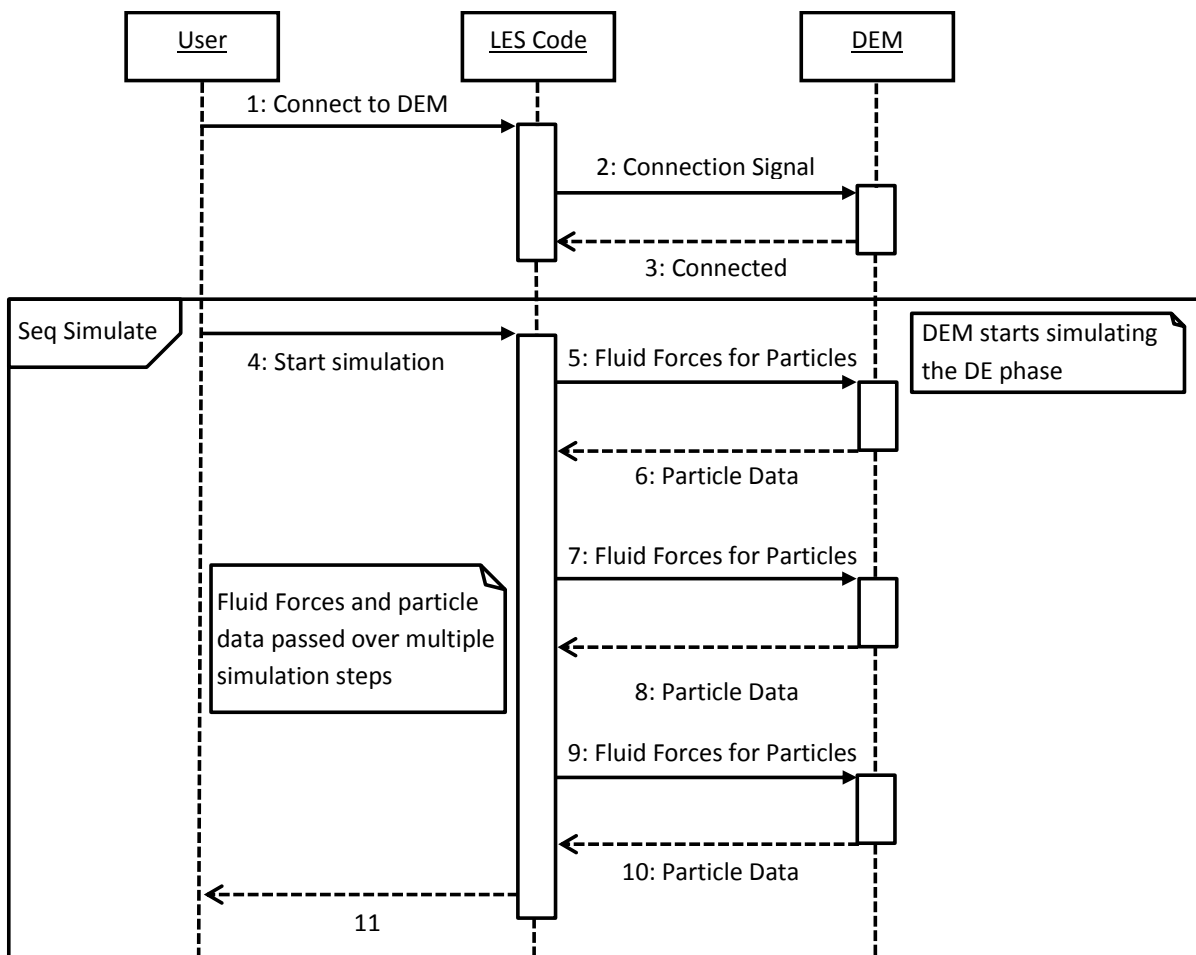 User
LES Code
DEM
1: Connect to DEM
2: Connection Signal
3: Connected
Seq Simulate
4: Start simulation
DEM starts simulating
the DE phase
5: Fluid Forces for Particles
6: Particle Data
7: Fluid Forces for Particles
Fluid Forces and particle
data passed over multiple
simulation steps
8: Particle Data
9: Fluid Forces for Particles
10: Particle Data
11